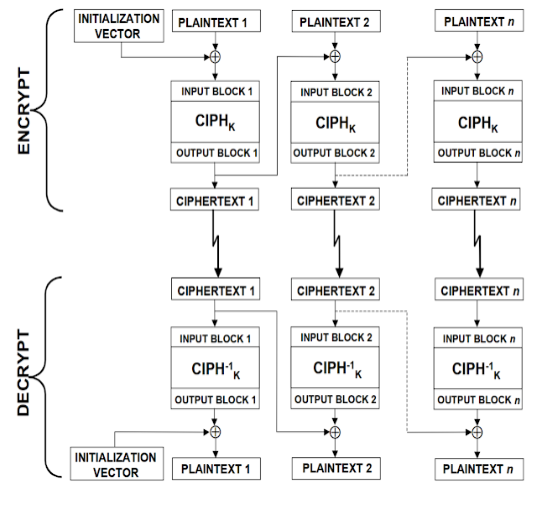 INITIALIZATION
VECTOR
PLAINTEXT 1
PLAINTEXT 2
PLAINTEXT n
ENCRYPT
INPUT BLOCK 1
INPUT BLOCK 2
INPUT BLOCK n
CIPHK
CIPHK
CIPHK
OUTPUT BLOCK 1
OUTPUT BLOCK 2
OUTPUT BLOCK n
CIPHERTEXT 1
CIPHERTEXT 2
CIPHERTEXT n
DECRYPT
CIPHERTEXT 1
CIPHERTEXT 2
CIPHERTEXT n
INPUT BLOCK 1
INPUT BLOCK 2
INPUT BLOCK n
CIPH-1K
CIPH-1K
CIPH-1K
OUTPUT BLOCK 1
OUTPUT BLOCK 2
OUTPUT BLOCK n
INITIALIZATION
VECTOR
PLAINTEXT 1
PLAINTEXT 2
PLAINTEXT n